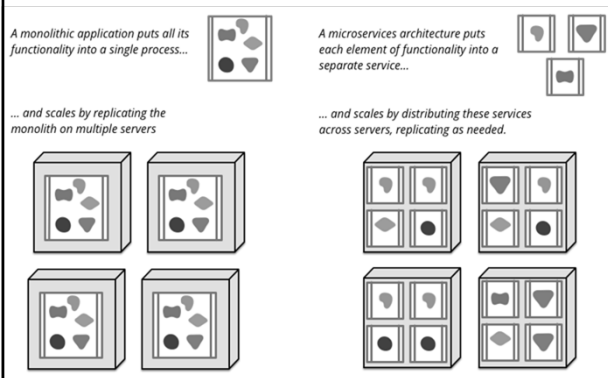 A monolithic application puts all its
functionality into a single process...
... and scales by replicating the
monolith on multiple servers
A microservices architecture puts
each element of functionality into a
separate service...
... and scales by distributing these services
across servers, replicating as needed.